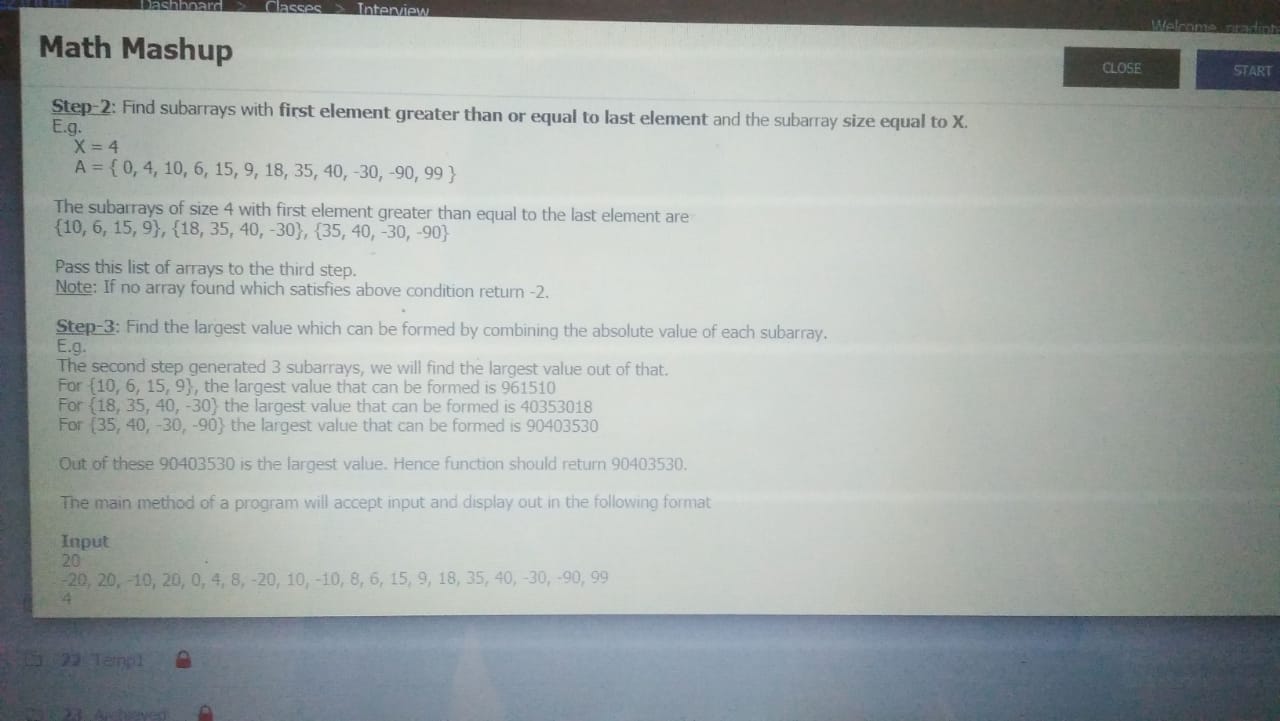 Dashboard > Classes > Interview
Welcome
Math Mashup
CLOSE
START
Step-2: Find subarrays with first element greater than or equal to last element and the subarray size equal to X.
E.g.
X = 4
A = { 0, 4, 10, 6, 15, 9, 18, 35, 40, -30, -90, 99 }
The subarrays of size 4 with first element greater than equal to the last element are
{10, 6, 15, 9}, {18, 35, 40, -30}, {35, 40, -30, -90}
Pass this list of arrays to the third step.
Note: If no array found which satisfies above condition return -2.
Step-3: Find the largest value which can be formed by combining the absolute value of each subarray.
E.g.
The second step generated 3 subarrays, we will find the largest value out of that.
For {10, 6, 15, 9}, the largest value that can be formed is 961510
For {18, 35, 40, -30} the largest value that can be formed is 40353018
For {35, 40, -30, -90} the largest value that can be formed is 90403530
Out of these 90403530 is the largest value. Hence function should return 90403530.
The main method of a program will accept input and display out in the following format
Input
20
-20, 20, -10, 20, 0, 4, 8, -20, 10, -10, 8, 6, 15, 9, 18, 35, 40, -30, -90, 99
4
22 Temp1
23 Archieved